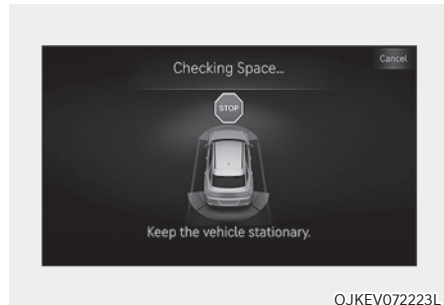 Checking Space...
Cancel
STOP
Keep the vehicle stationary.
OJKEV072223L